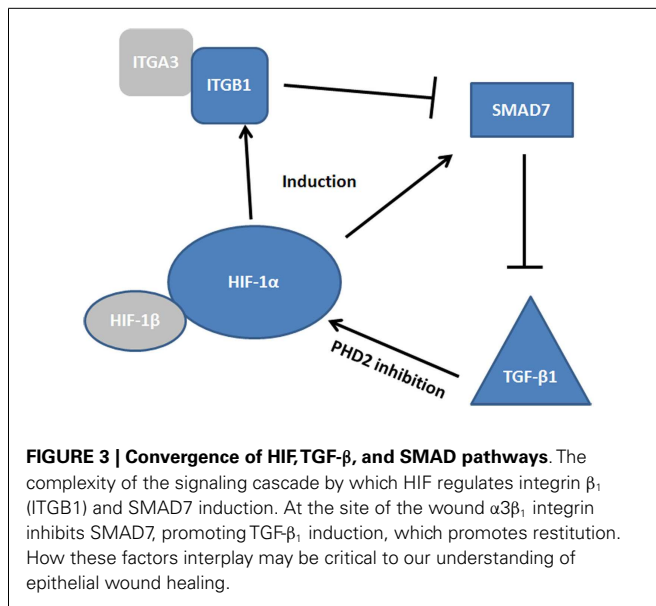 ITGA3
ITGB1
SMAD7
Induction
HIF-1α
HIF-1β
PHD2 inhibition
TGF-β1
FIGURE 3 | Convergence of HIF, TGF-β, and SMAD pathways. The
complexity of the signaling cascade by which HIF regulates integrin β₁
(ITGB1) and SMAD7 induction. At the site of the wound α3β₁ integrin
inhibits SMAD7, promoting TGF-β₁ induction, which promotes restitution.
How these factors interplay may be critical to our understanding of
epithelial wound healing.